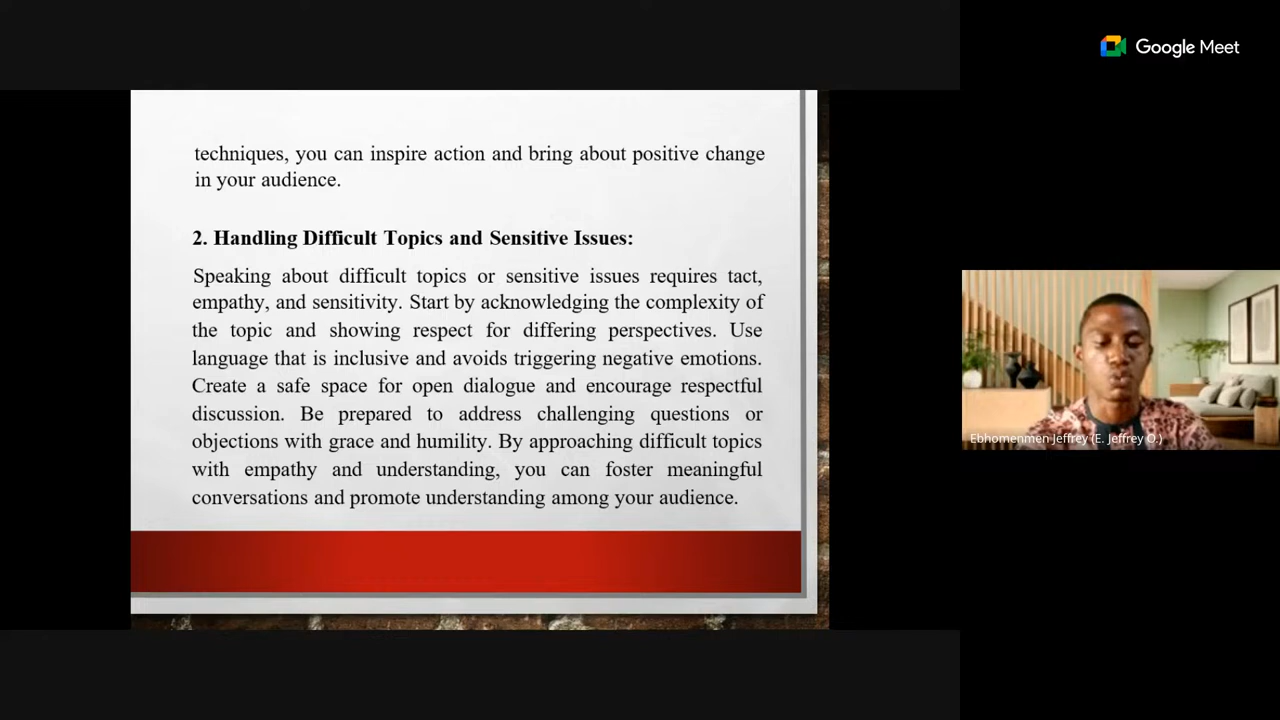 Google Meet
techniques, you can inspire action and bring about positive change
in your audience.
2. Handling Difficult Topics and Sensitive Issues:
Speaking about difficult topics or sensitive issues requires tact,
empathy, and sensitivity. Start by acknowledging the complexity of
the topic and showing respect for differing perspectives. Use
language that is inclusive and avoids triggering negative emotions.
Create a safe space for open dialogue and encourage respectful
discussion. Be prepared to address challenging questions or
objections with grace and humility. By approaching difficult topics
with empathy and understanding, you can foster meaningful
conversations and promote understanding among your audience.
Ebhomenmen Jeffrey (E. Jeffrey O.)